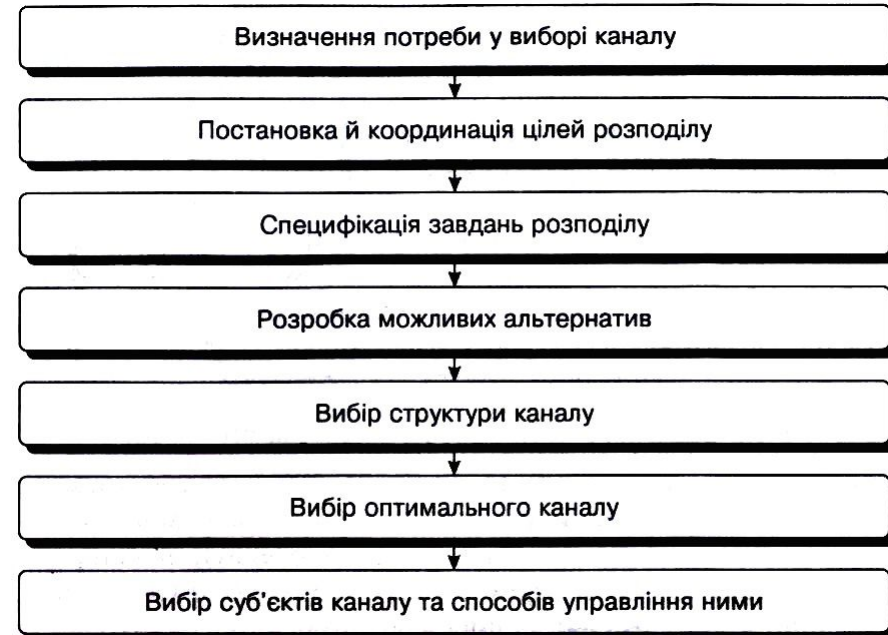 Визначення потреби у виборі каналу
Постановка й координація цілей розподілу
Специфікація завдань розподілу
Розробка можливих альтернатив
Вибір структури каналу
Вибір оптимального каналу
Вибір суб'єктів каналу та способів управління ними